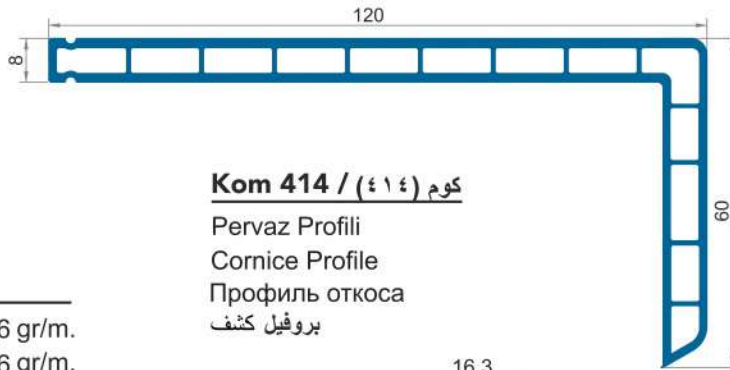 120
8
Kom 414 / كوم (٤١٤)
Pervaz Profili
Cornice Profile
Профиль откоса
بروفيل كشف
60
6 gr/m.
6 gr/m.
16.3